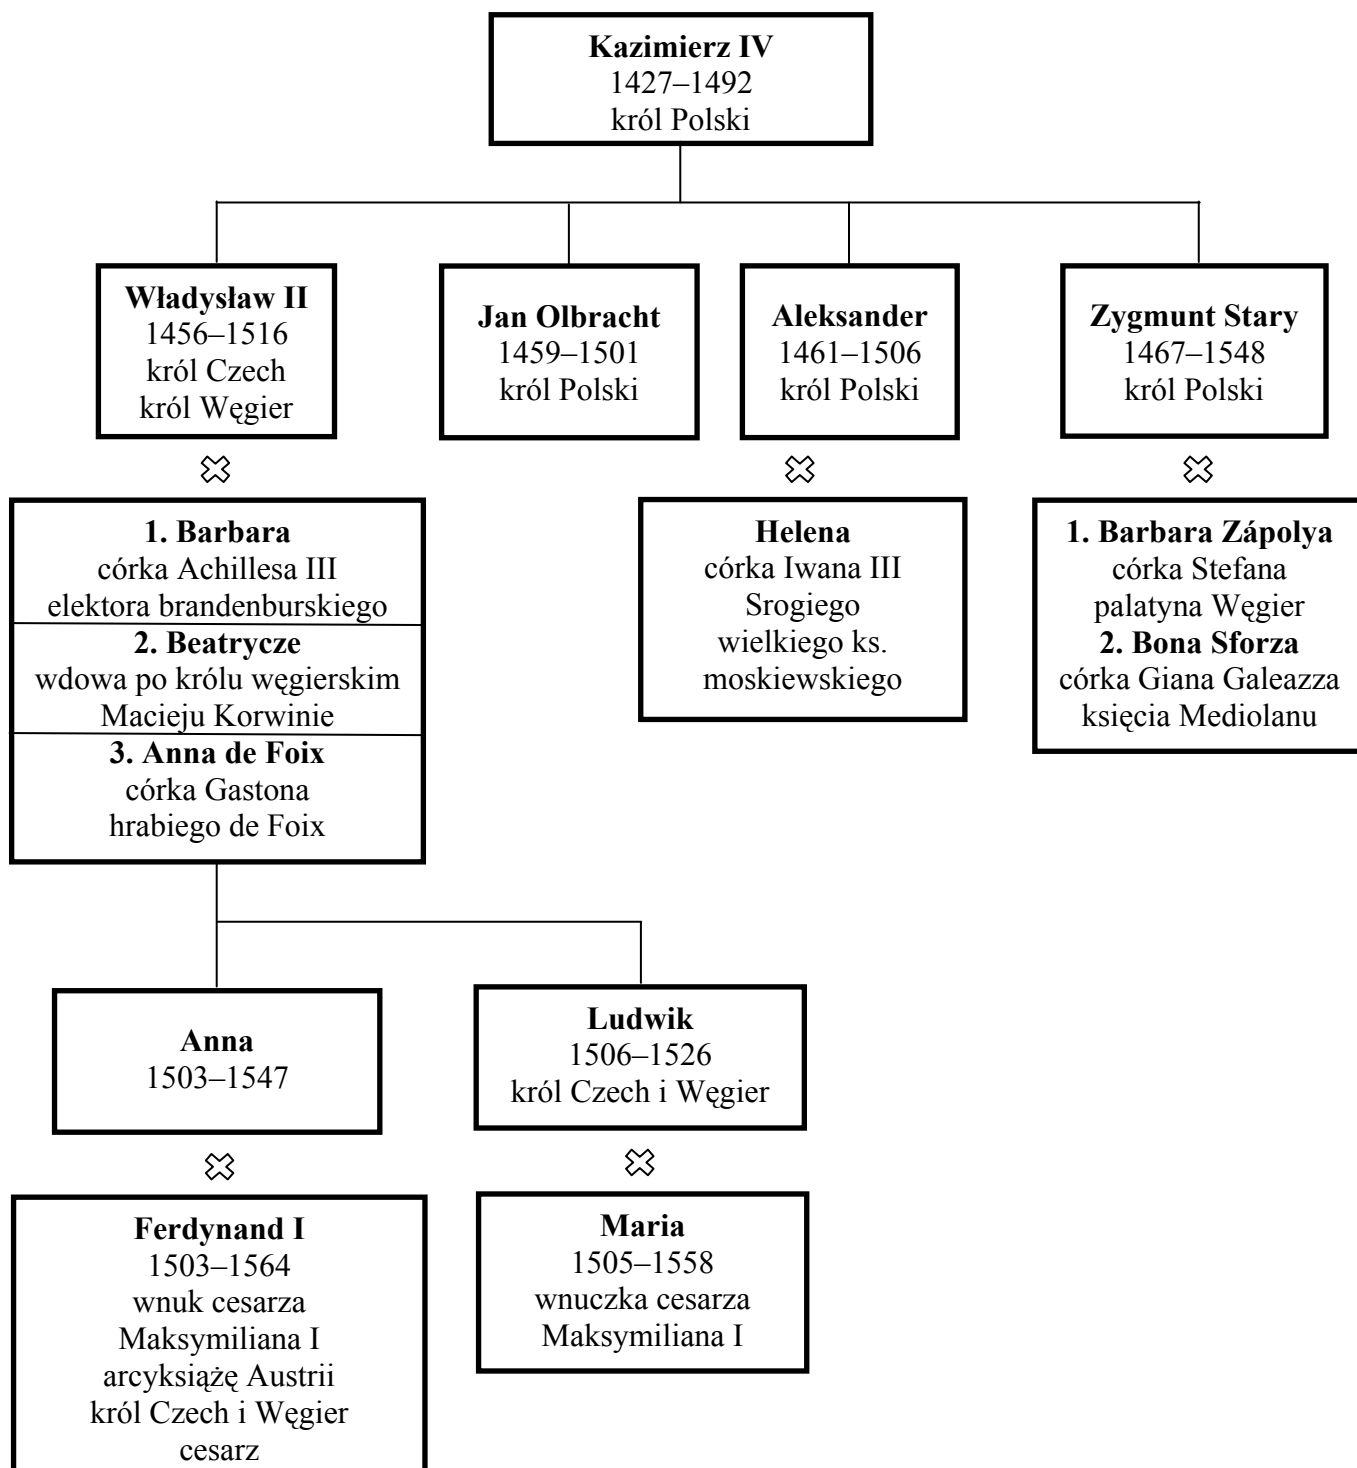 Kazimierz IV
1427–1492
król Polski
Władysław II
1456–1516
król Czech
król Węgier
Jan Olbracht
1459–1501
król Polski
Aleksander
1461–1506
król Polski
Zygmunt Stary
1467–1548
król Polski
1. Barbara
córka Achillesa III
elektora brandenburskiego
2. Beatrycze
wdowa po królu węgierskim
Macieju Korwinie
3. Anna de Foix
córka Gastona
hrabiego de Foix
Helena
córka Iwana III
Srogiego
wielkiego ks.
moskiewskiego
1. Barbara Zápolya
córka Stefana
palatyna Węgier
2. Bona Sforza
córka Giana Galeazza
księcia Mediolanu
Anna
1503–1547
Ludwik
1506–1526
król Czech i Węgier
Ferdynand I
1503–1564
wnuk cesarza
Maksymiliana I
arcyksiążę Austrii
król Czech i Węgier
cesarz
Maria
1505–1558
wnuczka cesarza
Maksymiliana I